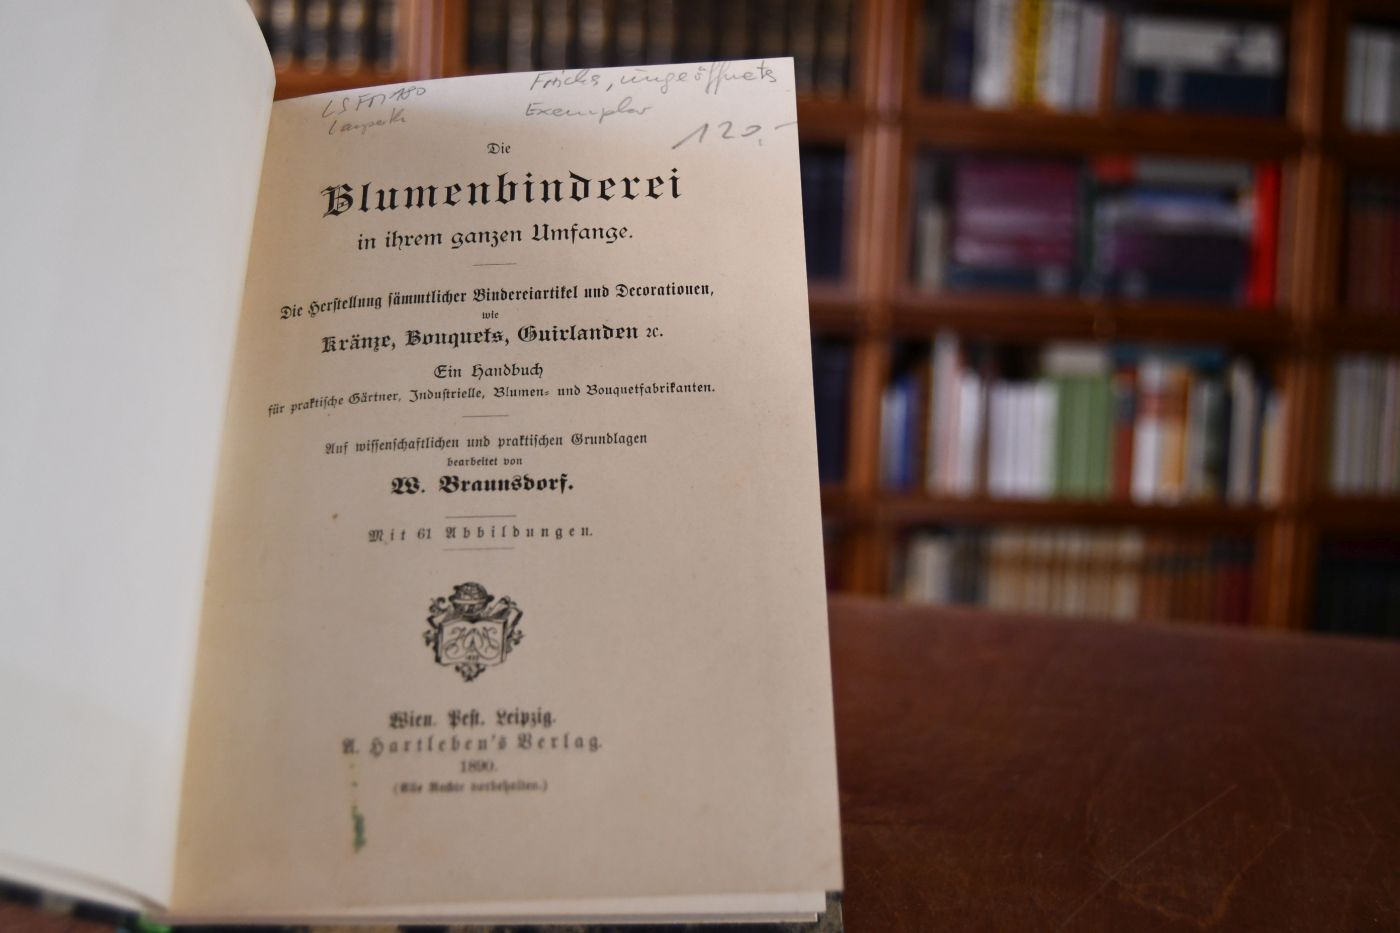 ungeöffnetes
Exemplar
120,-
Die
Blumenbinderei
in ihrem ganzen Umfange.
Die Herstellung sämmtlicher Bindereiartikel und Decorationen,
wie
Kränze, Bouquets, Guirlanden ꝛc.
Ein Handbuch
für praktische Gärtner, Industrielle, Blumen- und Bouquetfabrikanten.
Auf wissenschaftlichen und praktischen Grundlagen
bearbeitet von
W. Braunsdorf.
Mit 61 Abbildungen.
Wien. Pest. Leipzig.
A. Hartleben's Verlag.
1890.
(Alle Rechte vorbehalten.)